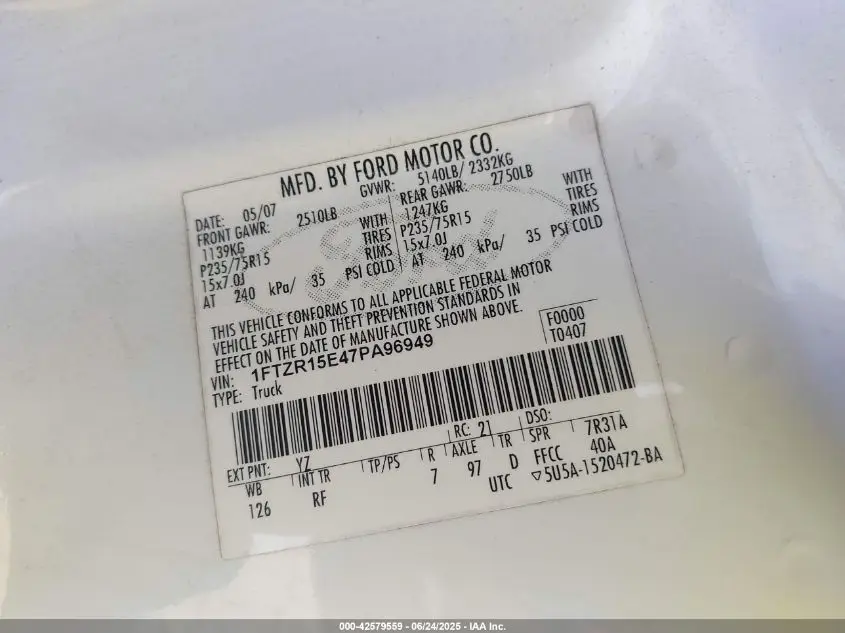 MFD. BY FORD MOTOR CO.
DATE: 05/07 GVWR: 5140LB/ 2332KG
FRONT GAWR: 2510LB REAR GAWR: 2750LB
1139KG WITH 1247KG WITH
P235/75R15 TIRES P235/75R15 TIRES
15x7.0J RIMS 15x7.0J RIMS
AT 240 kPa/ 35 PSI COLD AT 240 kPa/ 35 PSI COLD
THIS VEHICLE CONFORMS TO ALL APPLICABLE FEDERAL MOTOR
VEHICLE SAFETY AND THEFT PREVENTION STANDARDS IN
EFFECT ON THE DATE OF MANUFACTURE SHOWN ABOVE.
F0000
T0407
VIN: 1FTZR15E47PA96949
TYPE: Truck
EXT PNT: YZ RC: 21 DSO:
WB INT TR TP/PS R AXLE TR SPR 7R31A
126 RF 7 97 D FFCC 40A
UTC ▽5U5A-1520472-BA
000-42579559 - 06/24/2025 - IAA Inc.